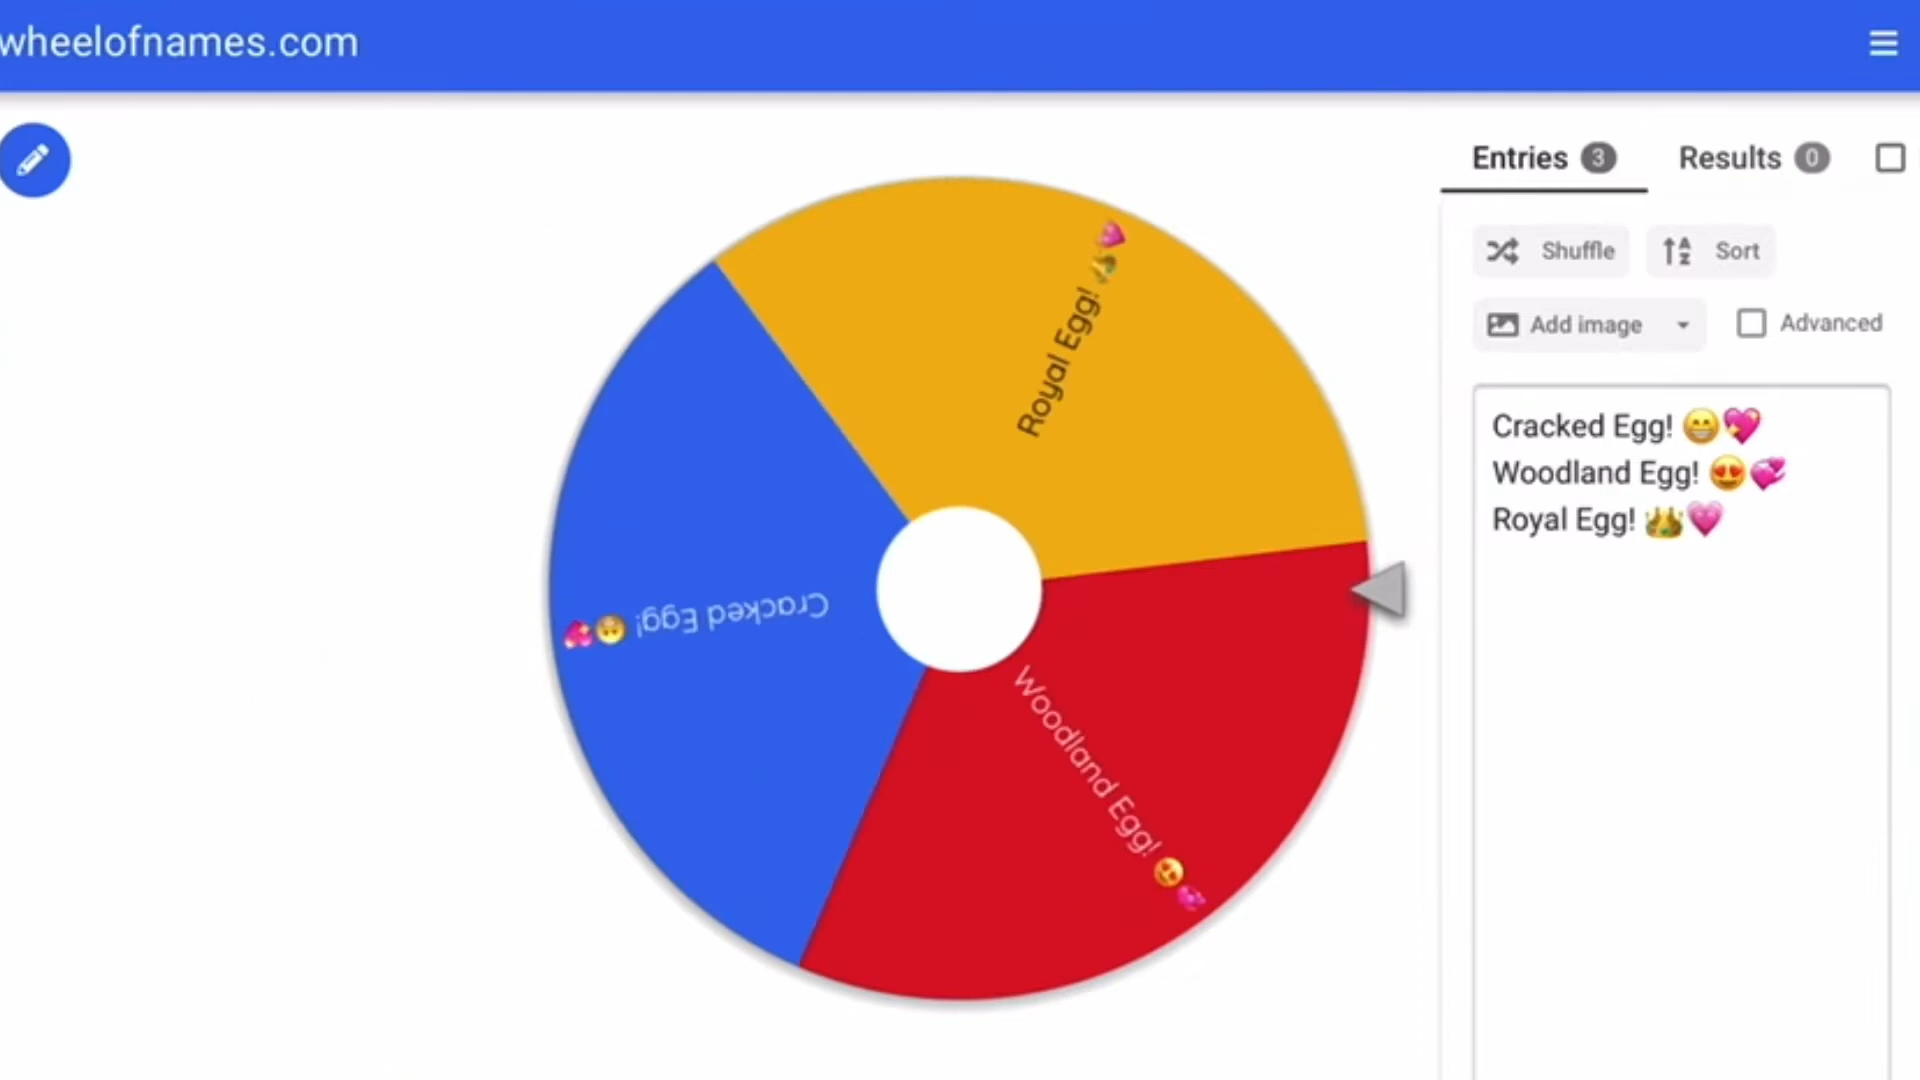 wheelofnames.com
Entries 3 Results 0
Shuffle Sort
Add image Advanced
Cracked Egg! 😁💖
Woodland Egg! 😍💞
Royal Egg! 👑💗
Royal Egg! 👑💗
Cracked Egg! 😁💖
Woodland Egg! 😍💞